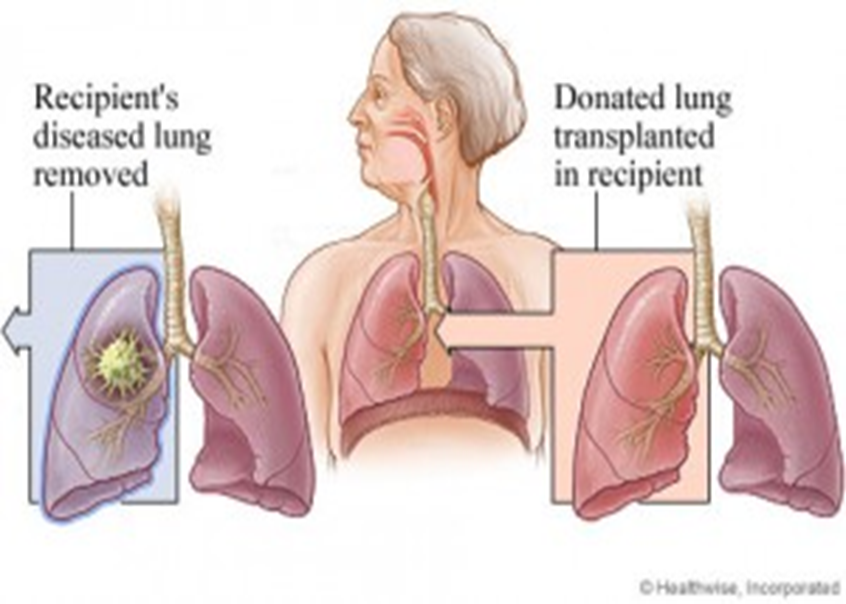 Recipient's
diseased lung
removed
Donated lung
transplanted
in recipient
© Healthwise, Incorporated